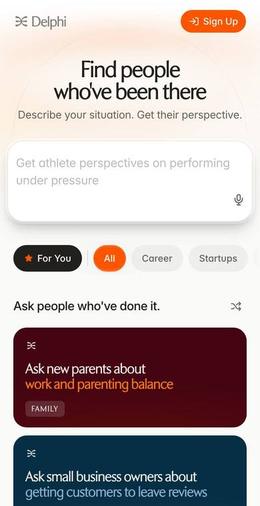 Delphi
Sign Up
Find people
who've been there
Describe your situation. Get their perspective.
Get athlete perspectives on performing
under pressure
For You
All
Career
Startups
Ask people who've done it.
Ask new parents about
work and parenting balance
FAMILY
Ask small business owners about
getting customers to leave reviews